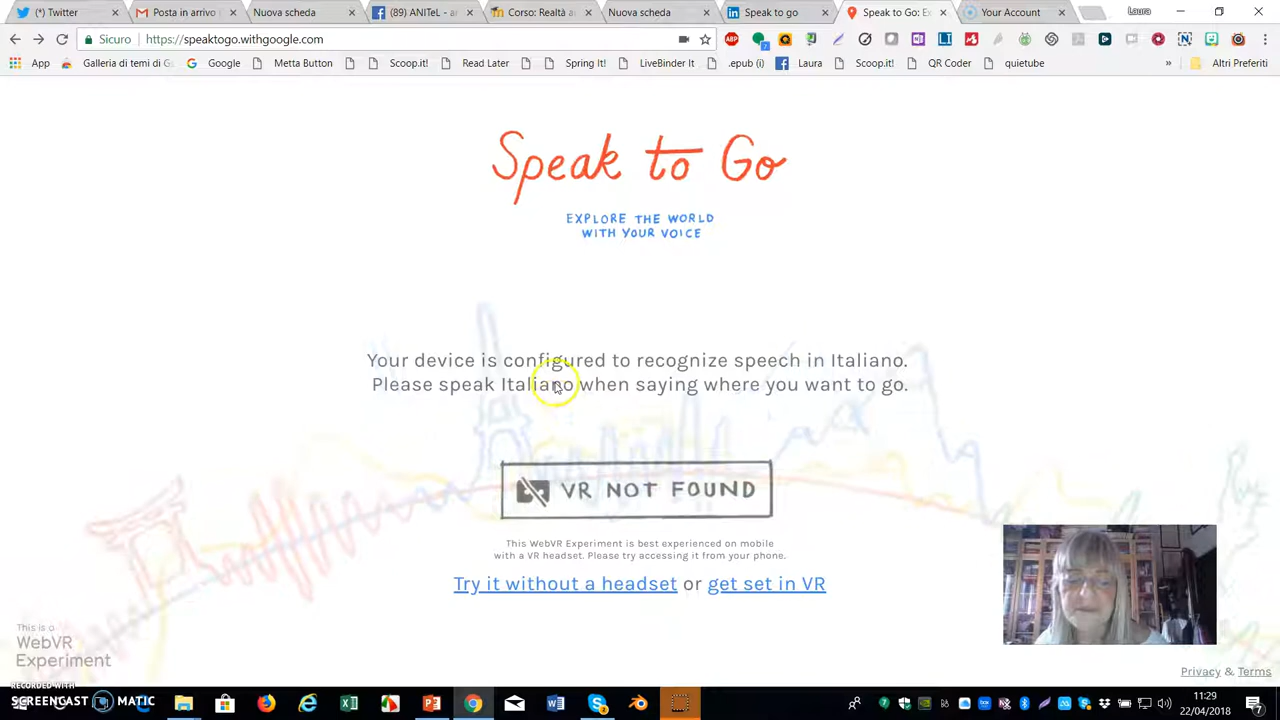 (*) Twitter
Posta in arrivo
Nuova scheda
(89) ANITeL - ar
Corso: Realtà a
Nuova scheda
Speak to go
Speak to Go: Ex
Your Account
Laura
Sicuro https://speaktogo.withgoogle.com
App Galleria di temi di G Google Metta Button Scoop.it! Read Later Spring It! LiveBinder It .epub (i) Laura Scoop.it! QR Coder quietube » Altri Preferiti
Speak to Go
EXPLORE THE WORLD
WITH YOUR VOICE
Your device is configured to recognize speech in Italiano.
Please speak Italiano when saying where you want to go.
VR NOT FOUND
This WebVR Experiment is best experienced on mobile
with a VR headset. Please try accessing it from your phone.
Try it without a headset or get set in VR
This is a
WebVR
Experiment
Privacy & Terms
RECORDED WITH
SCREENCAST MATIC
11:29
22/04/2018